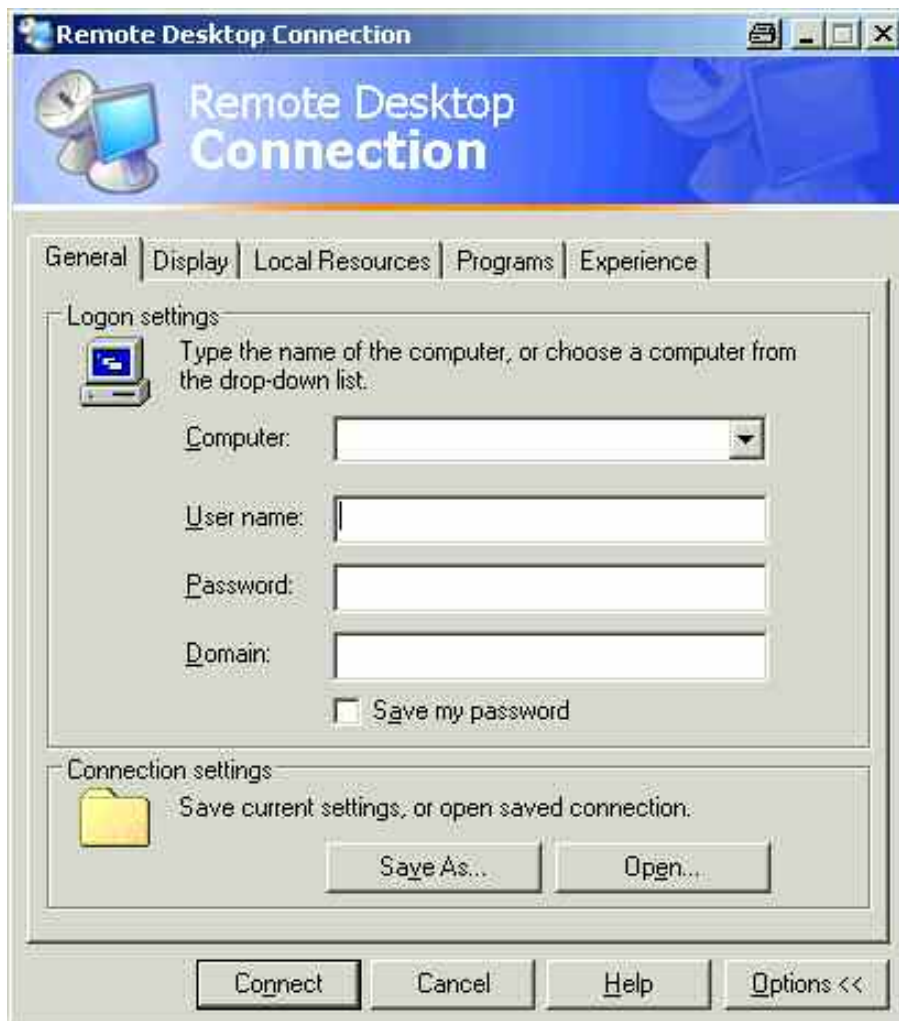 Remote Desktop Connection
Remote Desktop
Connection
General Display Local Resources Programs Experience
Logon settings
Type the name of the computer, or choose a computer from
the drop-down list.
Computer:
User name:
Password:
Domain:
Save my password
Connection settings
Save current settings, or open saved connection.
Save As... Open...
Connect Cancel Help Options <<